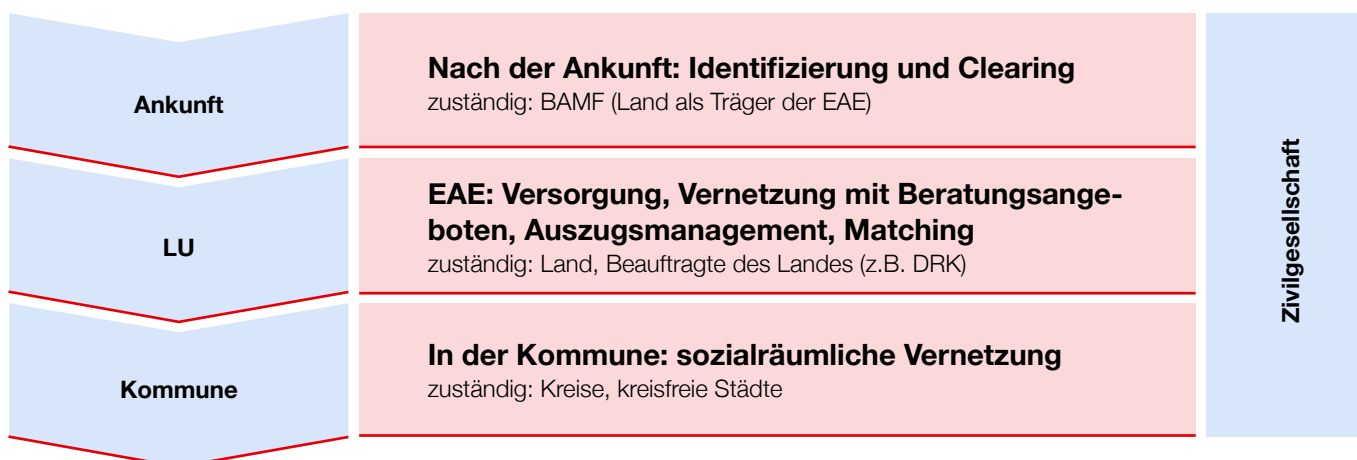 Ankunft
Nach der Ankunft: Identifizierung und Clearing
zuständig: BAMF (Land als Träger der EAE)
LU
EAE: Versorgung, Vernetzung mit Beratungsange-
boten, Auszugsmanagement, Matching
zuständig: Land, Beauftragte des Landes (z.B. DRK)
Kommune
In der Kommune: sozialräumliche Vernetzung
zuständig: Kreise, kreisfreie Städte
Zivilgesellschaft